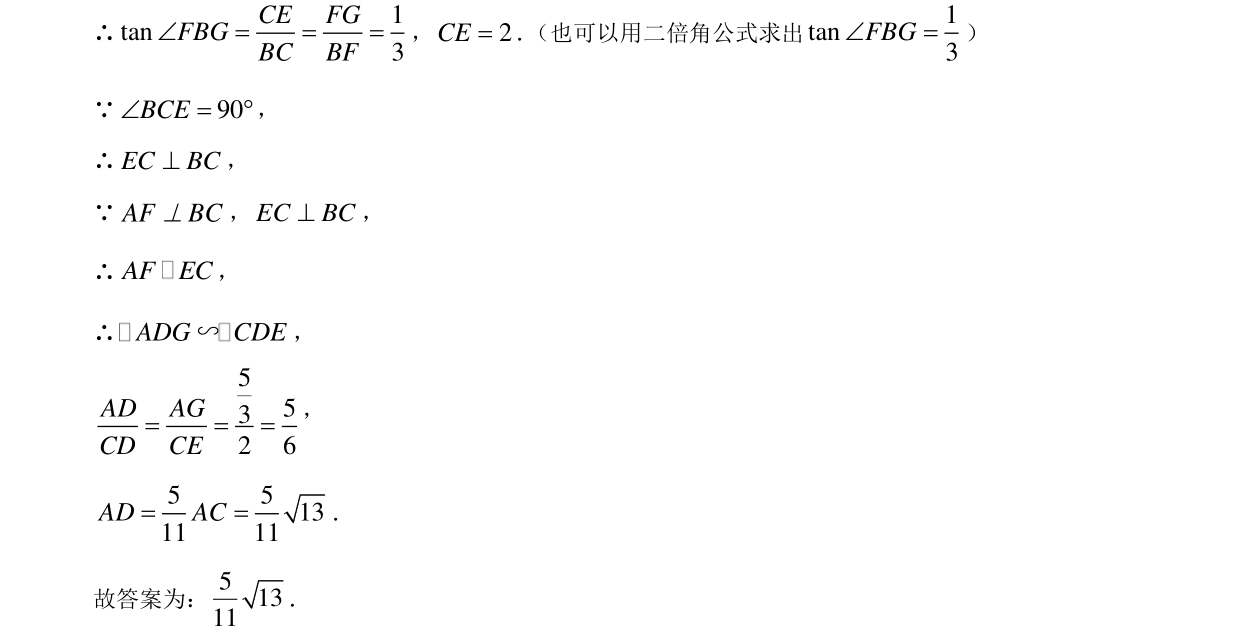 ∴ tan ∠FBG = CE/BC = FG/BF = 1/3， CE = 2．（也可以用二倍角公式求出 tan ∠FBG = 1/3）
∵ ∠BCE = 90°，
∴ EC ⊥ BC，
∵ AF ⊥ BC， EC ⊥ BC，
∴ AF □ EC，
∴ □ ADG ∽ □ CDE，
AD/CD = AG/CE = (5/3)/2 = 5/6，
AD = 5/11 AC = 5/11 √13．
故答案为： 5/11 √13．